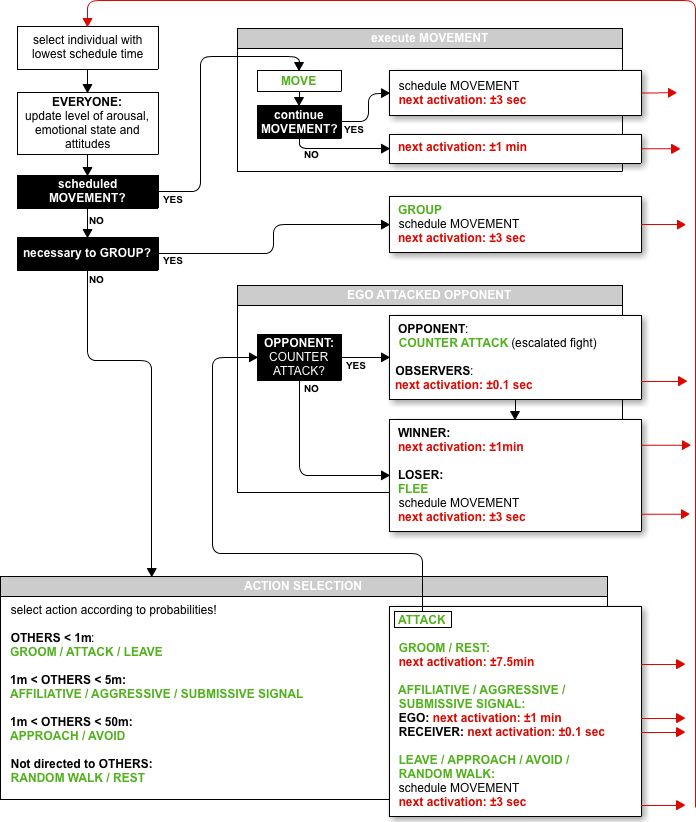 select individual with
lowest schedule time
EVERYONE:
update level of arousal,
emotional state and
attitudes
scheduled
MOVEMENT?
YES
NO
necessary to GROUP?
YES
NO
execute MOVEMENT
MOVE
continue
MOVEMENT?
YES
NO
schedule MOVEMENT
next activation: ±3 sec
next activation: ±1 min
GROUP
schedule MOVEMENT
next activation: ±3 sec
EGO ATTACKED OPPONENT
OPPONENT:
COUNTER
ATTACK?
YES
NO
OPPONENT:
COUNTER ATTACK (escalated fight)
OBSERVERS:
next activation: ±0.1 sec
WINNER:
next activation: ±1min
LOSER:
FLEE
schedule MOVEMENT
next activation: ±3 sec
ACTION SELECTION
select action according to probabilities!
OTHERS < 1m:
GROOM / ATTACK / LEAVE
1m < OTHERS < 5m:
AFFILIATIVE / AGGRESSIVE / SUBMISSIVE SIGNAL
1m < OTHERS < 50m:
APPROACH / AVOID
Not directed to OTHERS:
RANDOM WALK / REST
ATTACK
GROOM / REST:
next activation: ±7.5min
AFFILIATIVE / AGGRESSIVE /
SUBMISSIVE SIGNAL:
EGO: next activation: ±1 min
RECEIVER: next activation: ±0.1 sec
LEAVE / APPROACH / AVOID /
RANDOM WALK:
schedule MOVEMENT
next activation: ±3 sec